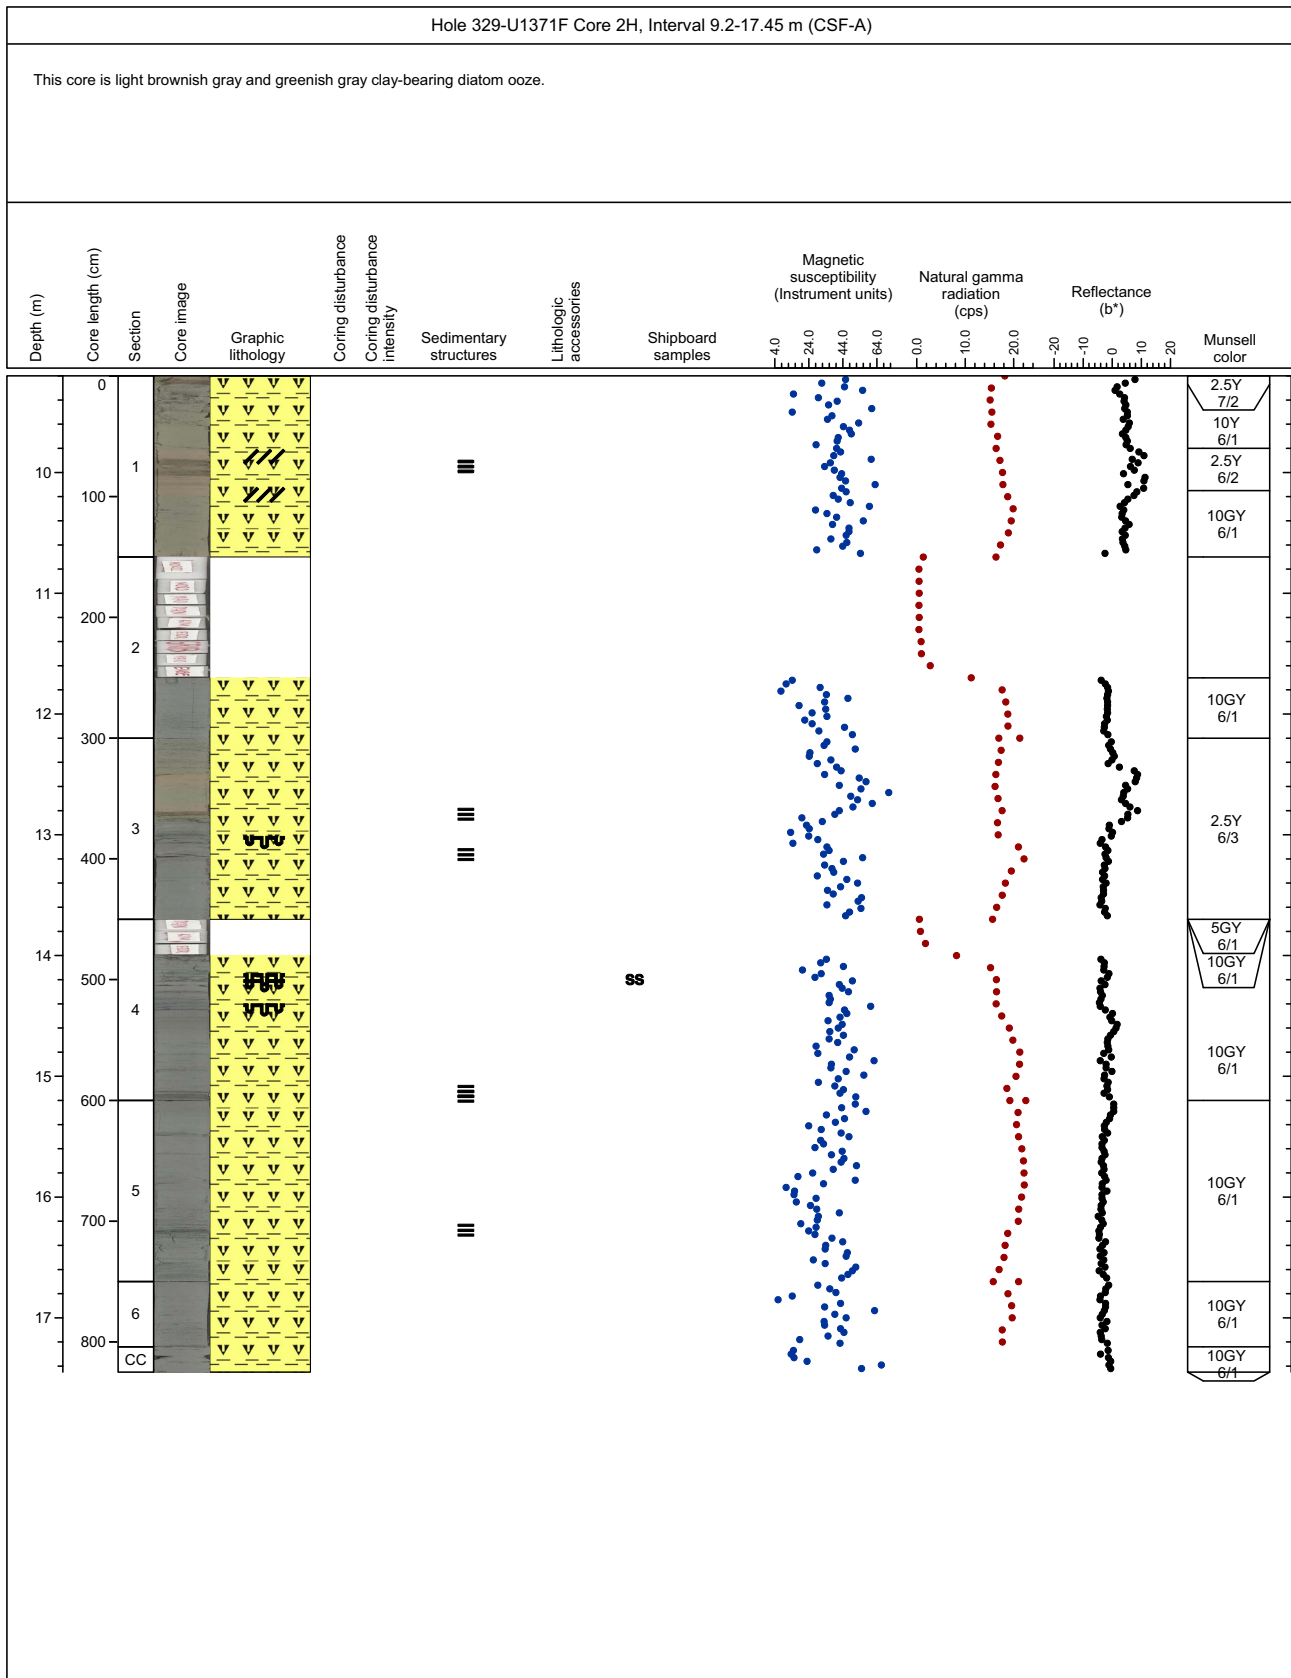 Hole 329-U1371F Core 2H, Interval 9.2-17.45 m (CSF-A)
This core is light brownish gray and greenish gray clay-bearing diatom ooze.
Depth (m)
Core length (cm)
Section
Core image
Graphic
lithology
Coring disturbance
Coring disturbance
intensity
Sedimentary
structures
Lithologic
accessories
Shipboard
samples
Magnetic
susceptibility
(Instrument units)
4.0
24.0
44.0
64.0
Natural gamma
radiation
(cps)
0.0
10.0
20.0
Reflectance
(b*)
-20
-10
0
10
20
Munsell
color
10
11
12
13
14
15
16
17
0
100
200
300
400
500
600
700
800
1
2
3
4
5
6
CC
SS
2.5Y
7/2
10Y
6/1
2.5Y
6/2
10GY
6/1
10GY
6/1
2.5Y
6/3
5GY
6/1
10GY
6/1
10GY
6/1
10GY
6/1
10GY
6/1
10GY
6/1